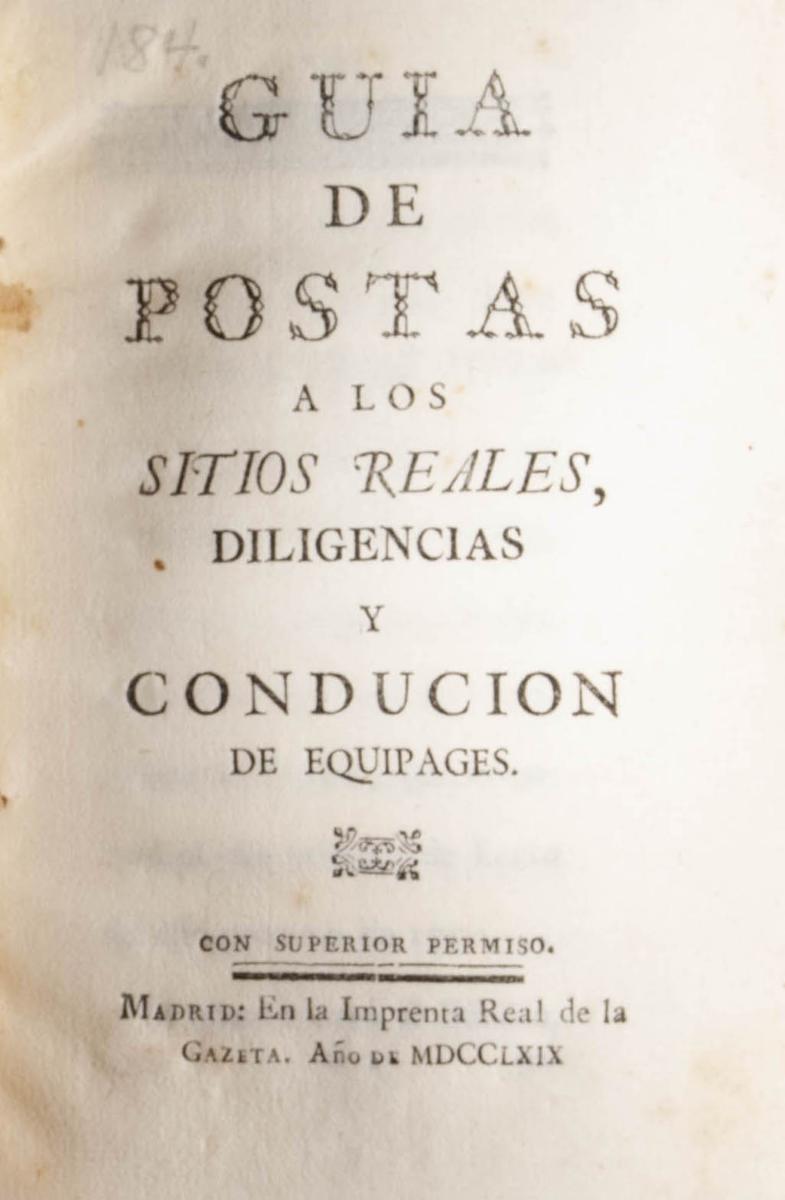 184.
GUIA
DE
POSTAS
A LOS
SITIOS REALES,
DILIGENCIAS
Y
CONDUCION
DE EQUIPAGES.
CON SUPERIOR PERMISO.
MADRID: En la Imprenta Real de la
GAZETA. Año DE MDCCLXIX